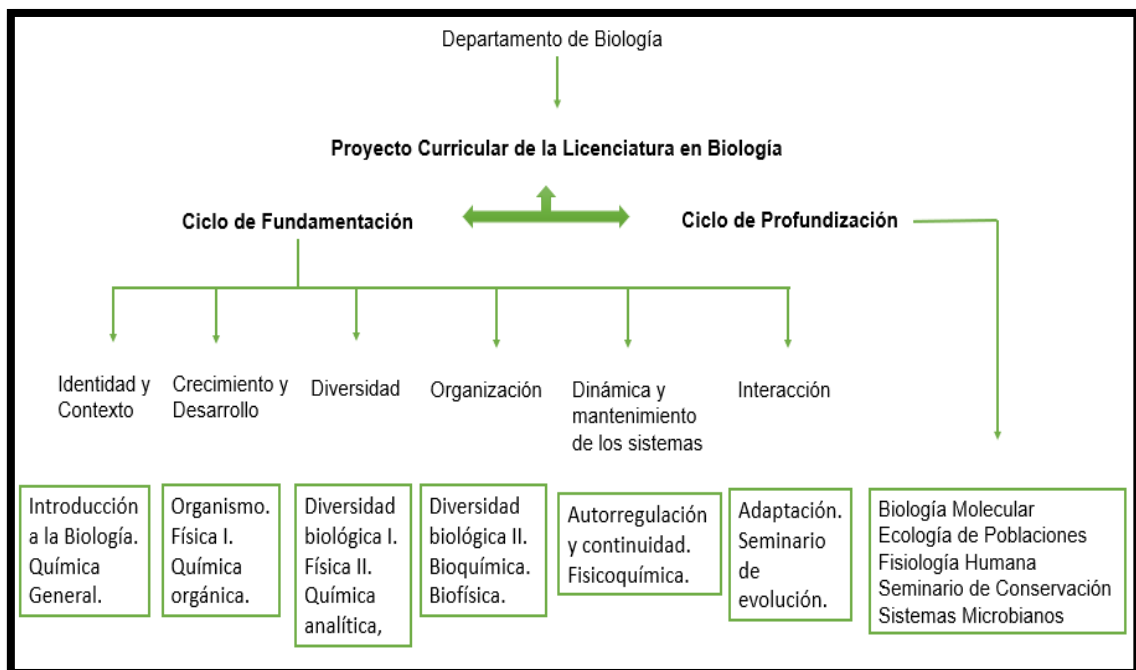 Departamento de Biología
Proyecto Curricular de la Licenciatura en Biología
Ciclo de Fundamentación
Ciclo de Profundización
Identidad y
Contexto
Crecimiento y
Desarrollo
Diversidad
Organización
Dinámica y
mantenimiento
de los sistemas
Interacción
Introducción
a la Biología.
Química
General.
Organismo.
Física I.
Química
orgánica.
Diversidad
biológica I.
Física II.
Química
analítica,
Diversidad
biológica II.
Bioquímica.
Biofísica.
Autorregulación
y continuidad.
Fisicoquímica.
Adaptación.
Seminario
de
evolución.
Biología Molecular
Ecología de Poblaciones
Fisiología Humana
Seminario de Conservación
Sistemas Microbianos